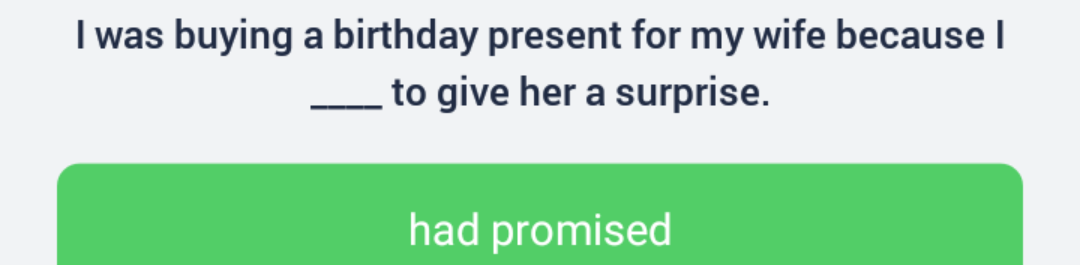 I was buying a birthday present for my wife because I
____ to give her a surprise.
had promised